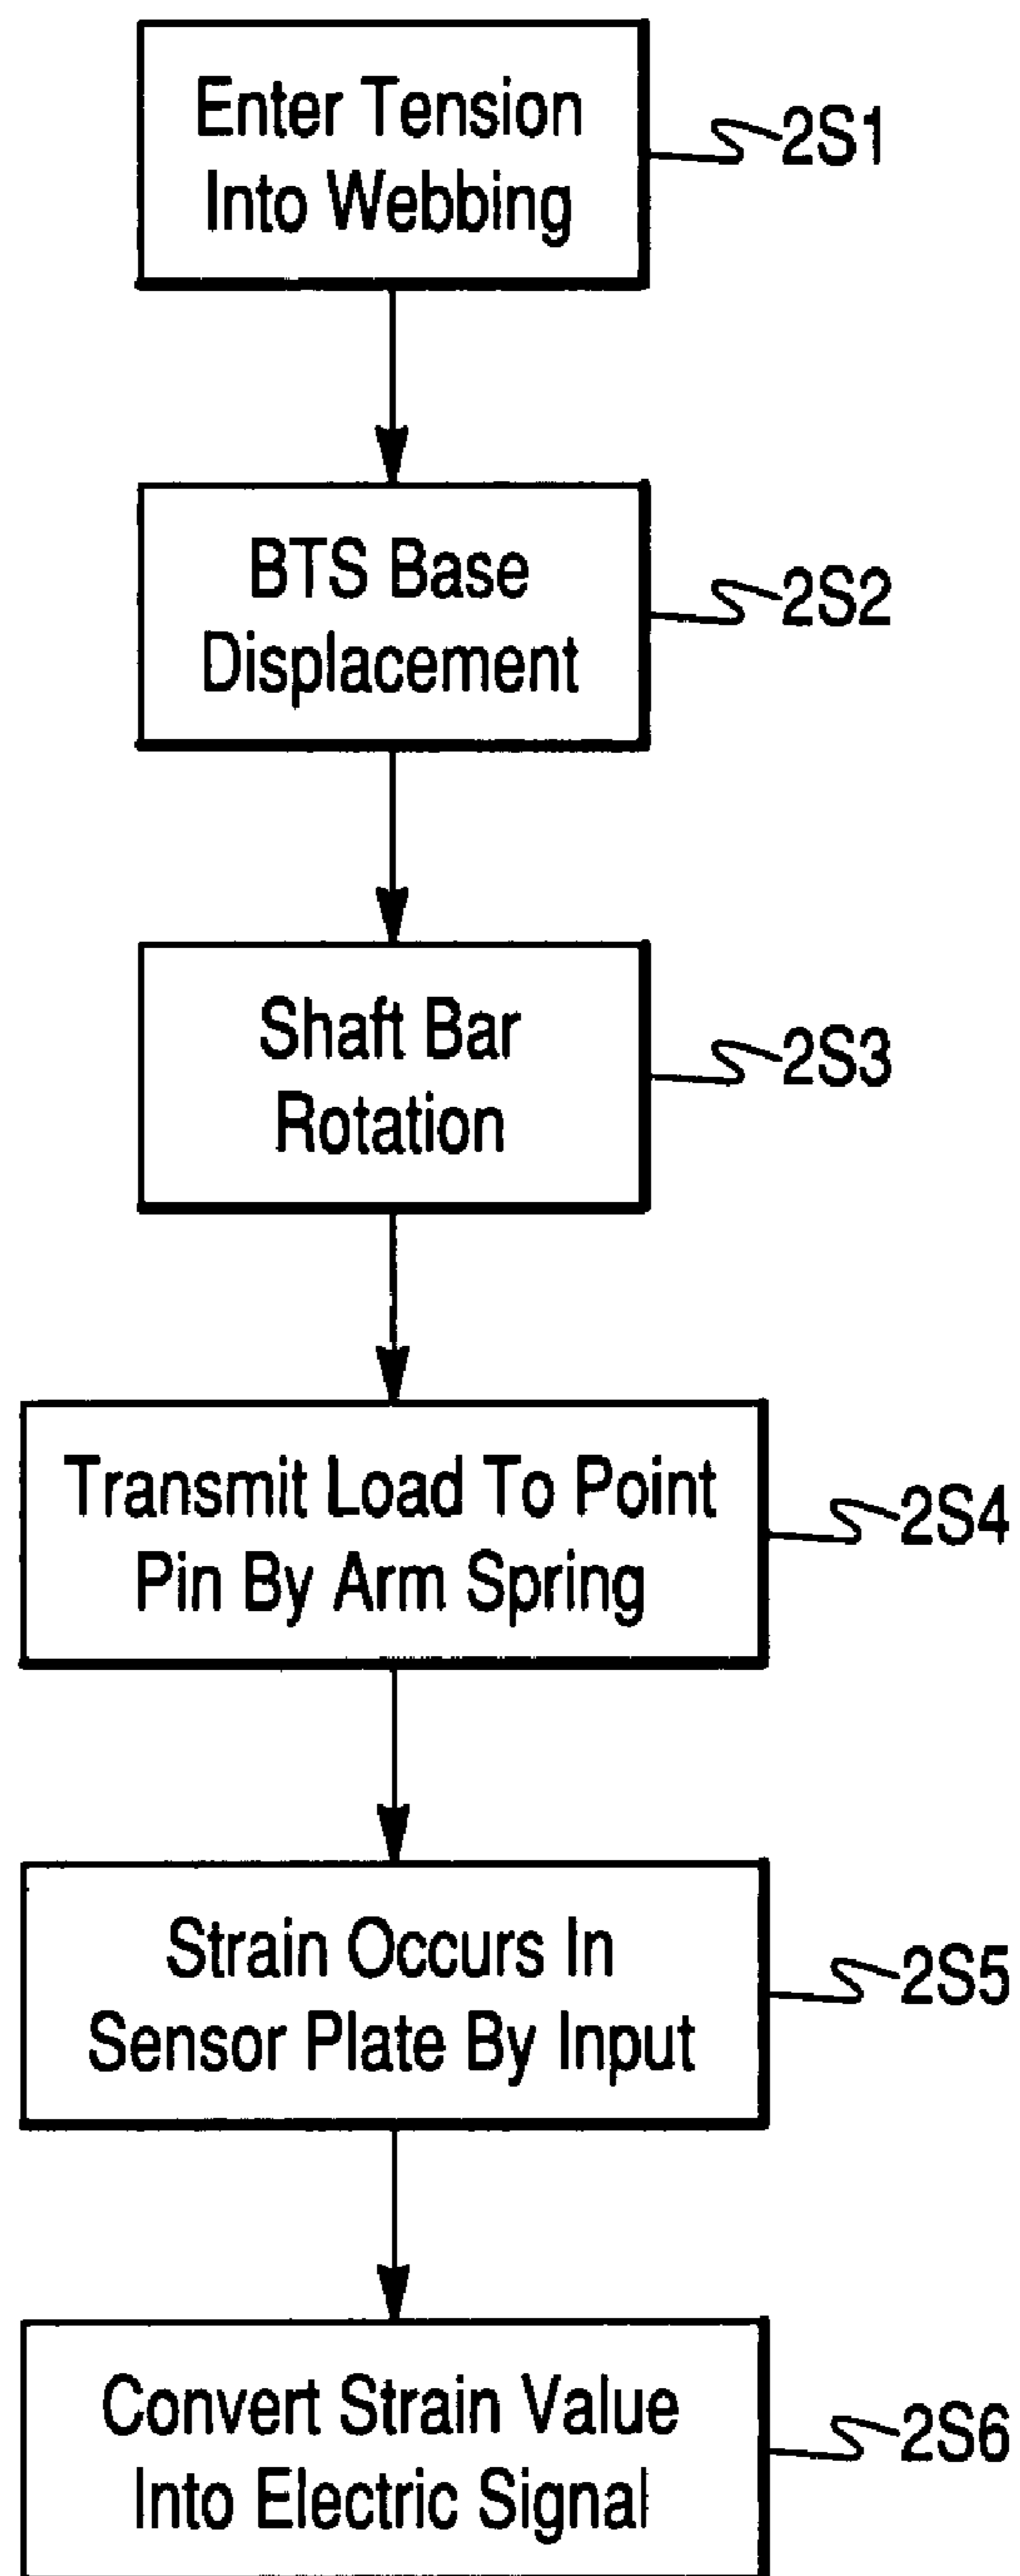 Enter Tension
Into Webbing
2S1
BTS Base
Displacement
2S2
Shaft Bar
Rotation
2S3
Transmit Load To Point
Pin By Arm Spring
2S4
Strain Occurs In
Sensor Plate By Input
2S5
Convert Strain Value
Into Electric Signal
2S6